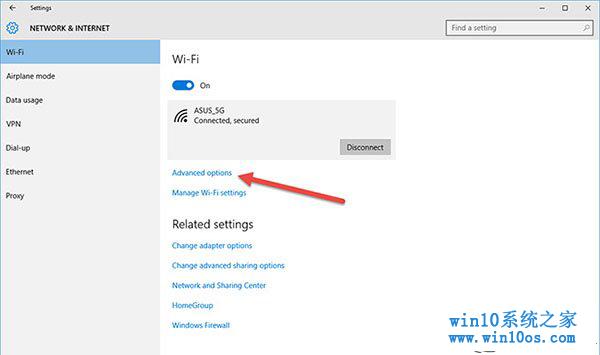 Settings
NETWORK & INTERNET
Find a setting
Wi-Fi
Airplane mode
Data usage
VPN
Dial-up
Ethernet
Proxy
Wi-Fi
On
ASUS_5G
Connected, secured
Disconnect
Advanced options
Manage Wi-Fi settings
Related settings
Change adapter options
Change advanced sharing options
Network and Sharing Center
HomeGroup
Windows Firewall
win10系统之家
www.win10os.com